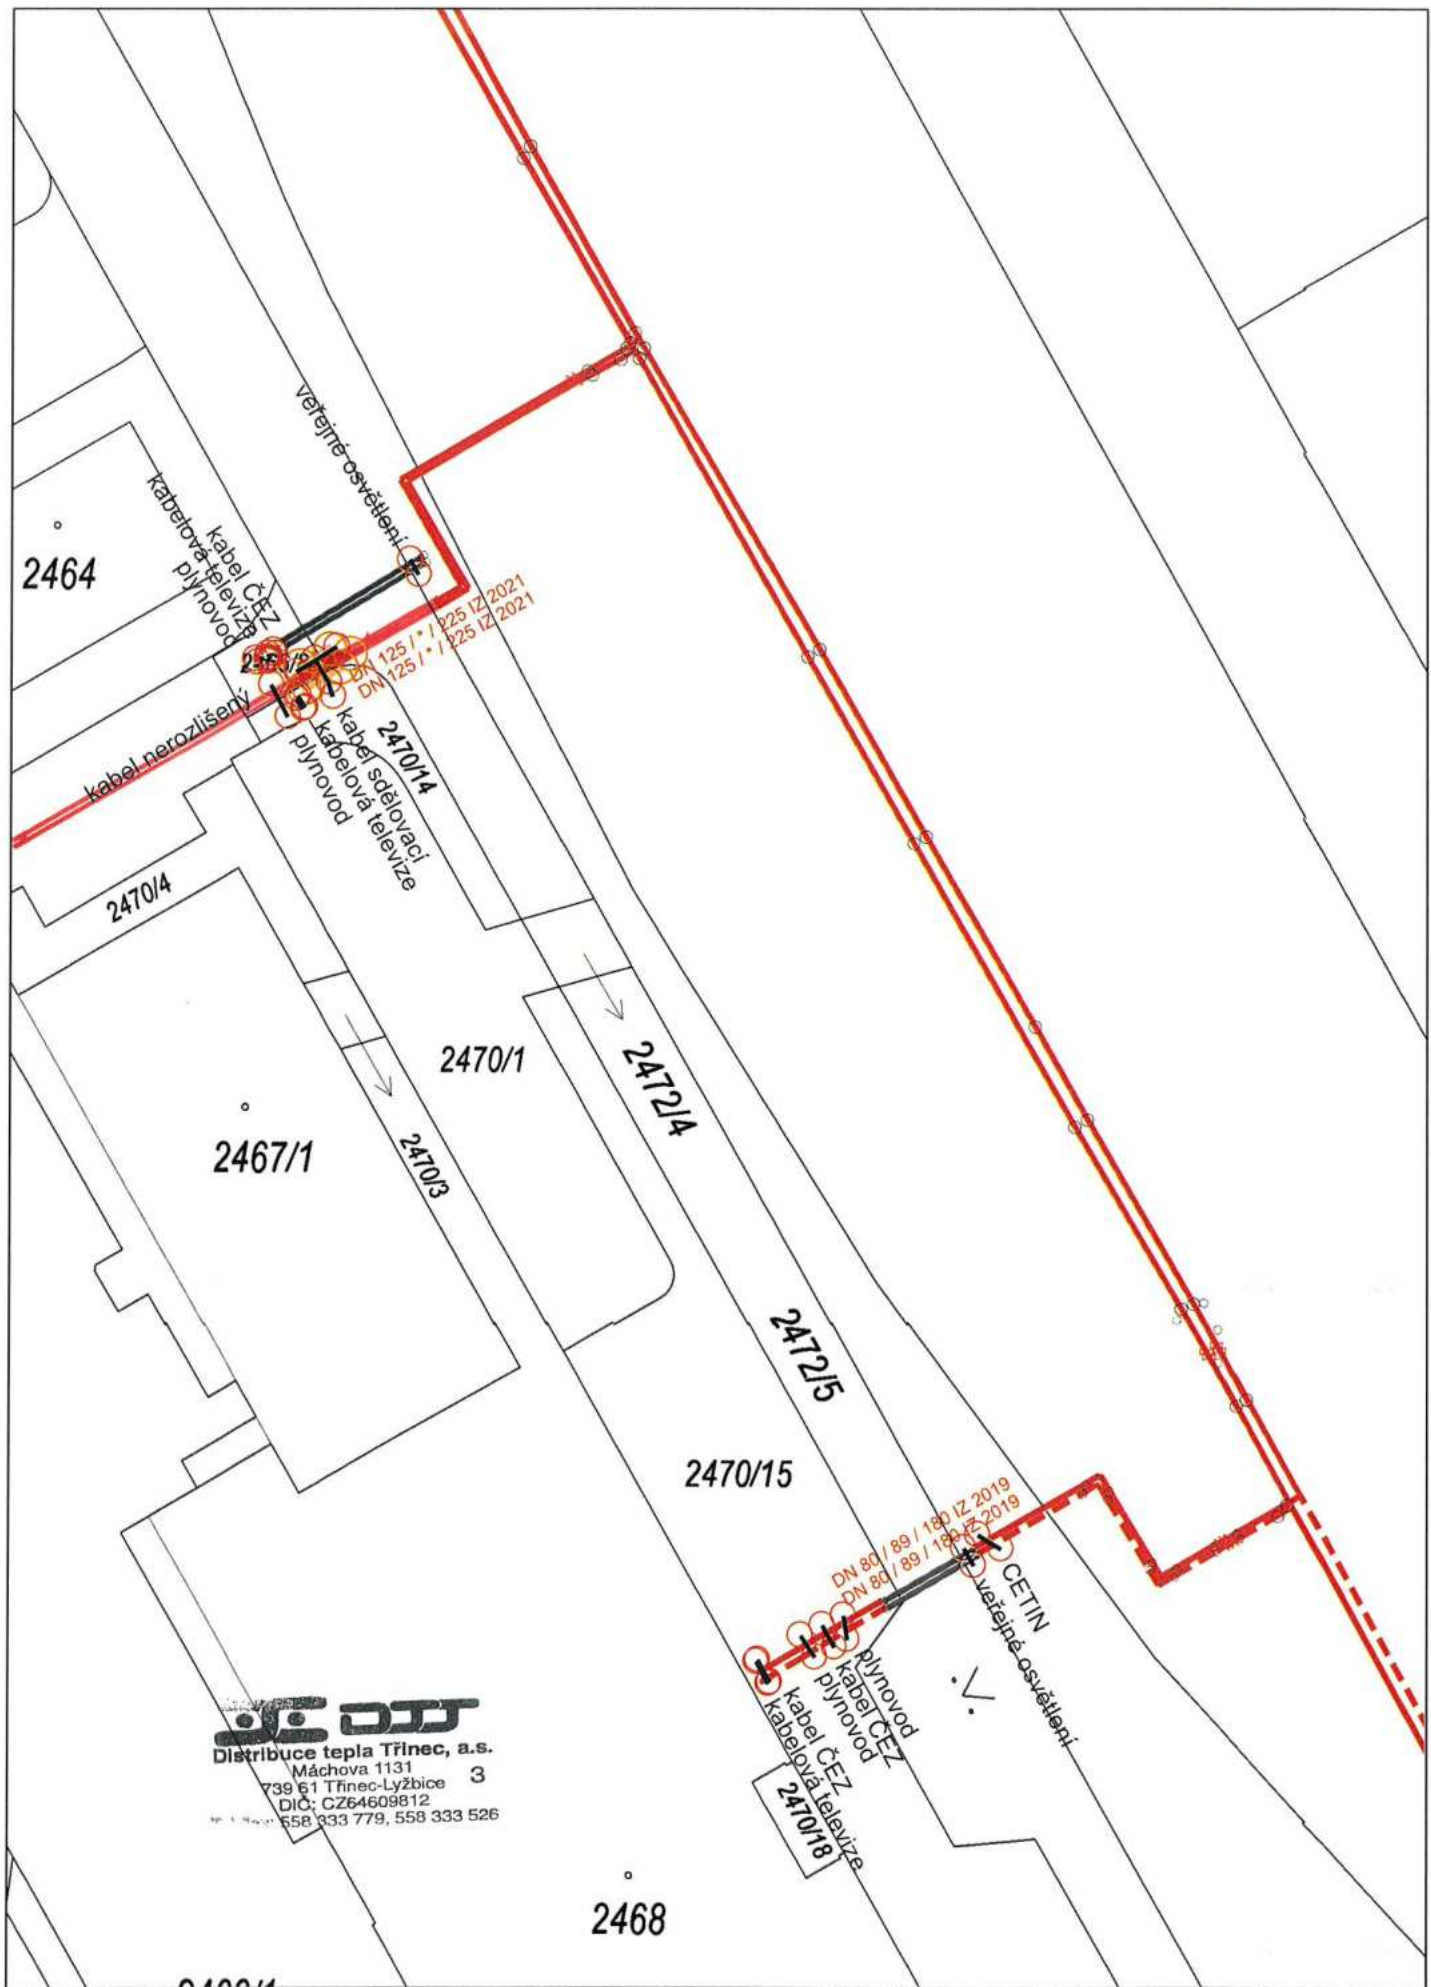 veřejné osvětlení
kabel ČEZ
kabelová televize
plynovod
2464
DN 125 / * / 225 IZ 2021
DN 125 / * / 225 IZ 2021
kabel nerozlišený
kabel sdělovací
kabelová televize
plynovod
2470/14
2470/4
2470/1
2472/4
2467/1
2470/3
2472/5
2470/15
DN 80 / 89 / 180 IZ 2019
DN 80 / 89 / 180 IZ 2019
CETIN
veřejné osvětlení
plynovod
kabel ČEZ
plynovod
kabel ČEZ
kabelová televize
2470/18
DTT
Distribuce tepla Třinec, a.s.
Máchova 1131
739 61 Třinec-Lyžbice 3
DIČ: CZ64609812
558 333 779, 558 333 526
2468